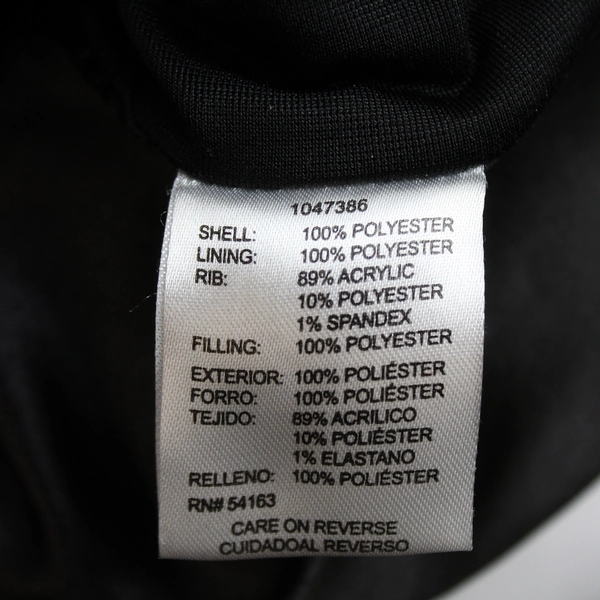 1047386
SHELL: 100% POLYESTER
LINING: 100% POLYESTER
RIB: 89% ACRYLIC
10% POLYESTER
1% SPANDEX
FILLING: 100% POLYESTER
EXTERIOR: 100% POLIÉSTER
FORRO: 100% POLIÉSTER
TEJIDO: 89% ACRILICO
10% POLIÉSTER
1% ELASTANO
RELLENO: 100% POLIÉSTER
RN# 54163
CARE ON REVERSE
CUIDADOAL REVERSO